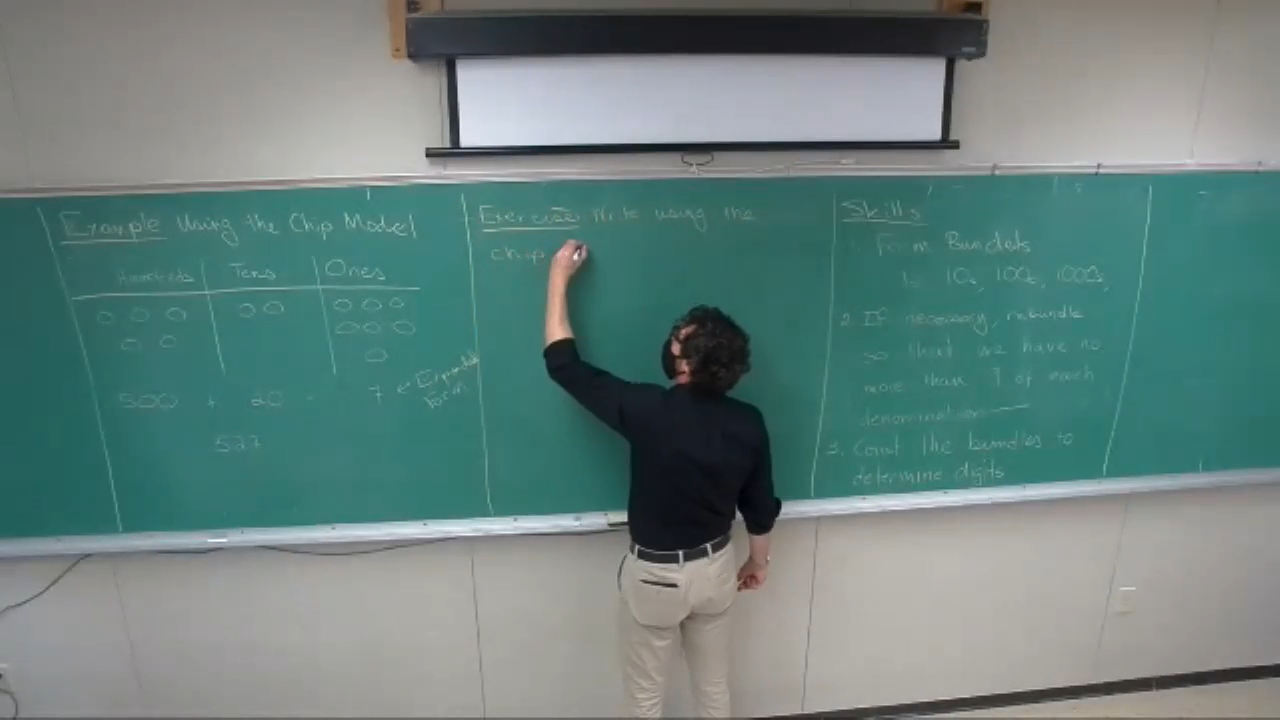 Example Using the Chip Model
Hundreds Tens Ones
500 + 20 7 ← Expanded
Form
527
Exercise: Write using the
chip
Skills
1. Form Bundles
1s 10s, 100s, 1000s,
2. If necessary, rebundle
so that we have no
more than 9 of each
denomination
3. Count the bundles to
determine digits